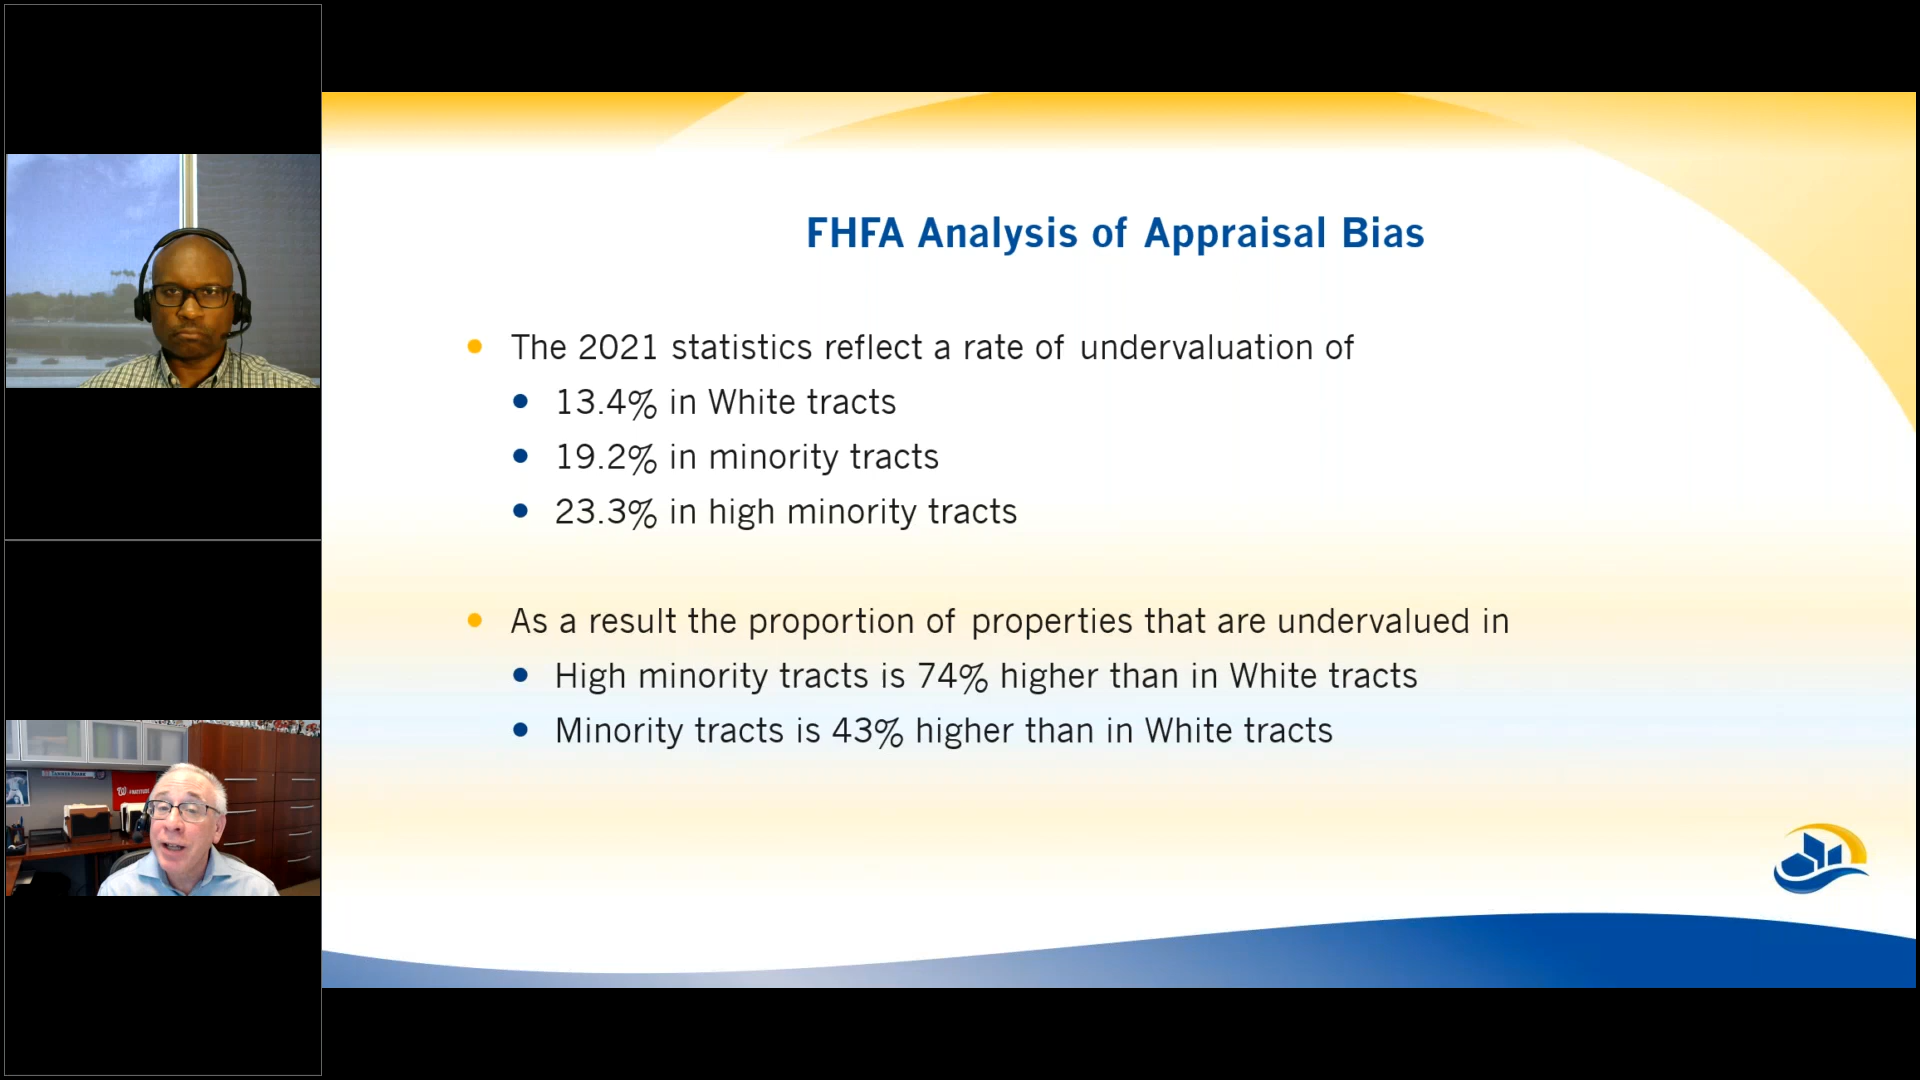 FHFA Analysis of Appraisal Bias
The 2021 statistics reflect a rate of undervaluation of
13.4% in White tracts
19.2% in minority tracts
23.3% in high minority tracts
As a result the proportion of properties that are undervalued in
High minority tracts is 74% higher than in White tracts
Minority tracts is 43% higher than in White tracts